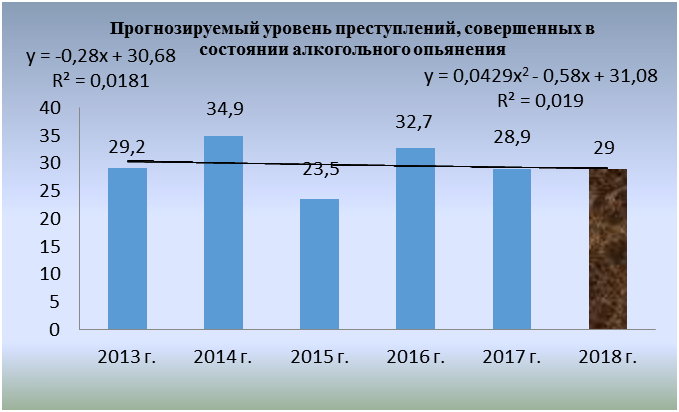 Прогнозируемый уровень преступлений, совершенных в
состоянии алкогольного опьянения
y = -0,28x + 30,68
R² = 0,0181
y = 0,0429x² - 0,58x + 31,08
R² = 0,019
40
35
30
25
20
15
10
5
0
29,2
34,9
23,5
32,7
28,9
29
2013 г.
2014 г.
2015 г.
2016 г.
2017 г.
2018 г.